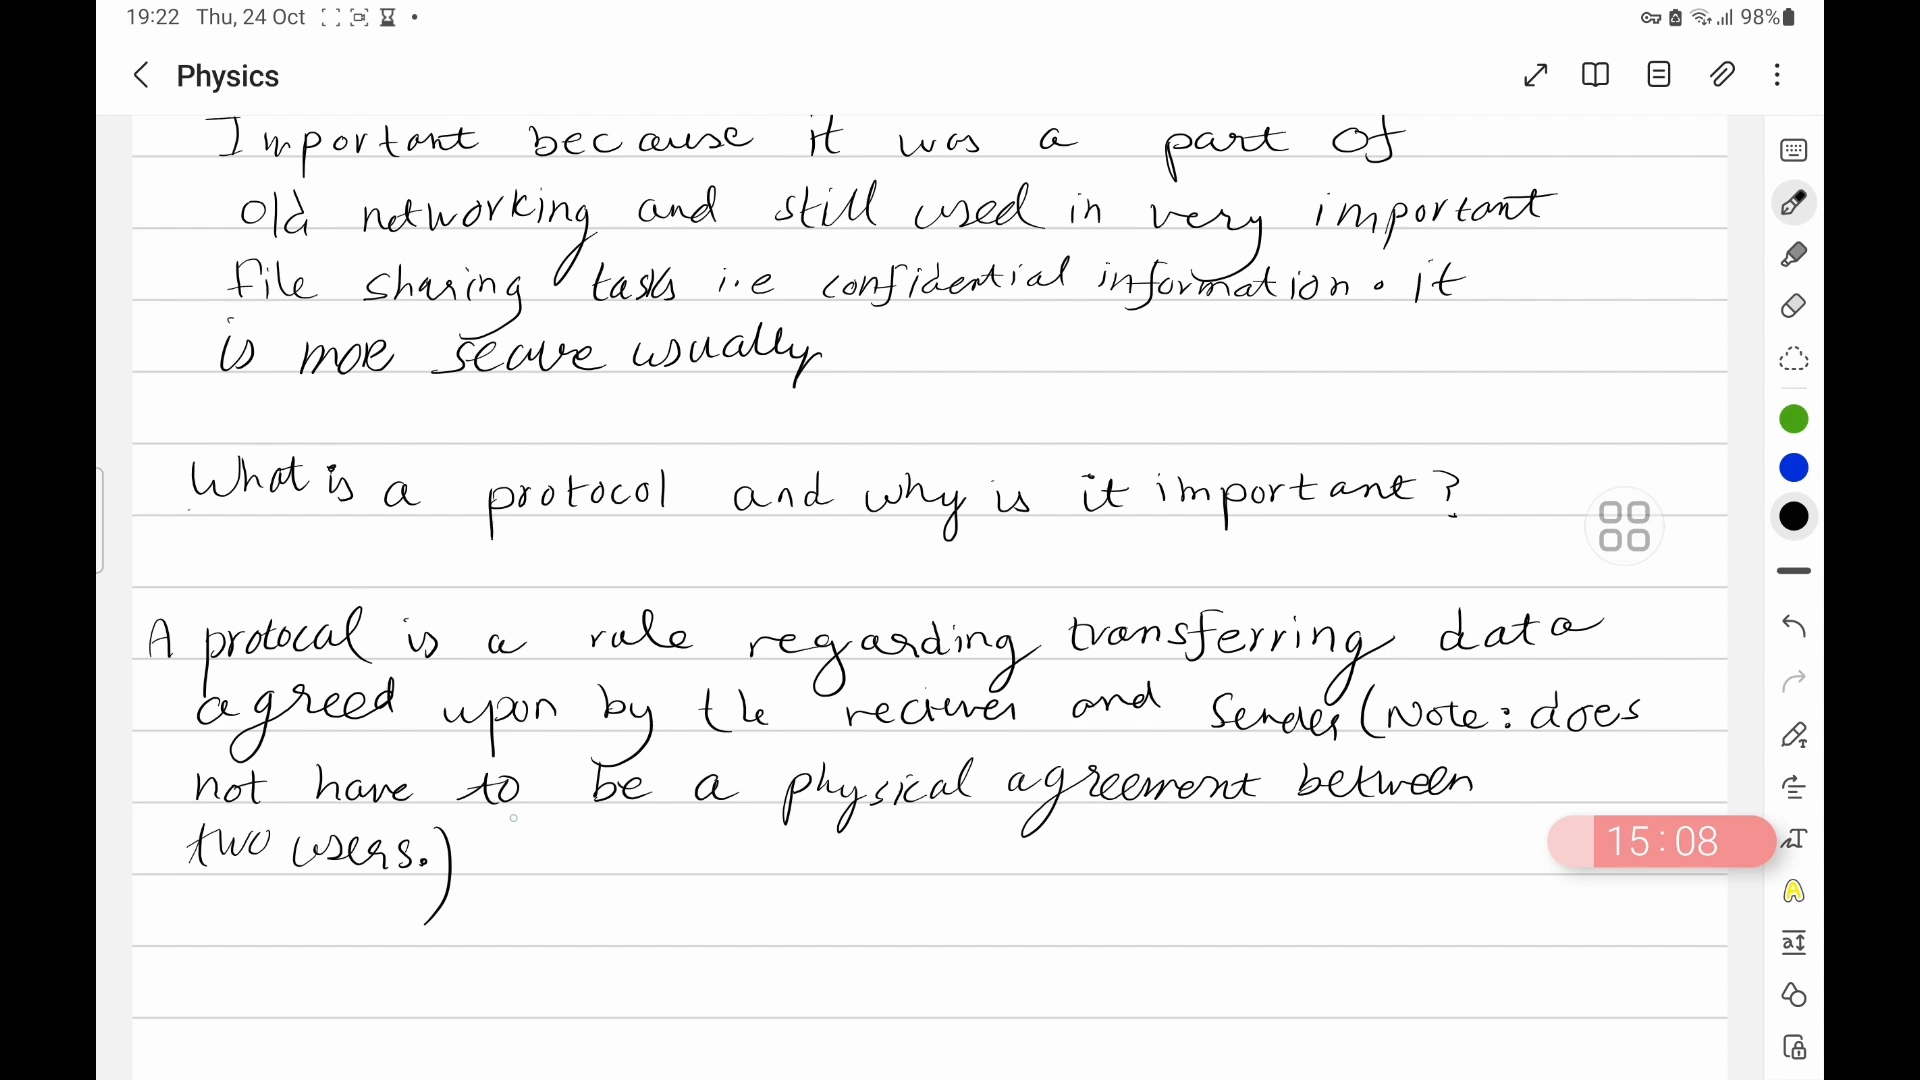 19:22 Thu, 24 Oct 98%
Physics
Important because it was a part of
old networking and still used in very important
file sharing tasks i.e confidential information. it
is more secure usually
What is a protocol and why is it important?
A protocal is a rule regarding transferring data
agreed upon by the reciever and sender (Note: does
not have to be a physical agreement between
two users.)
15:08